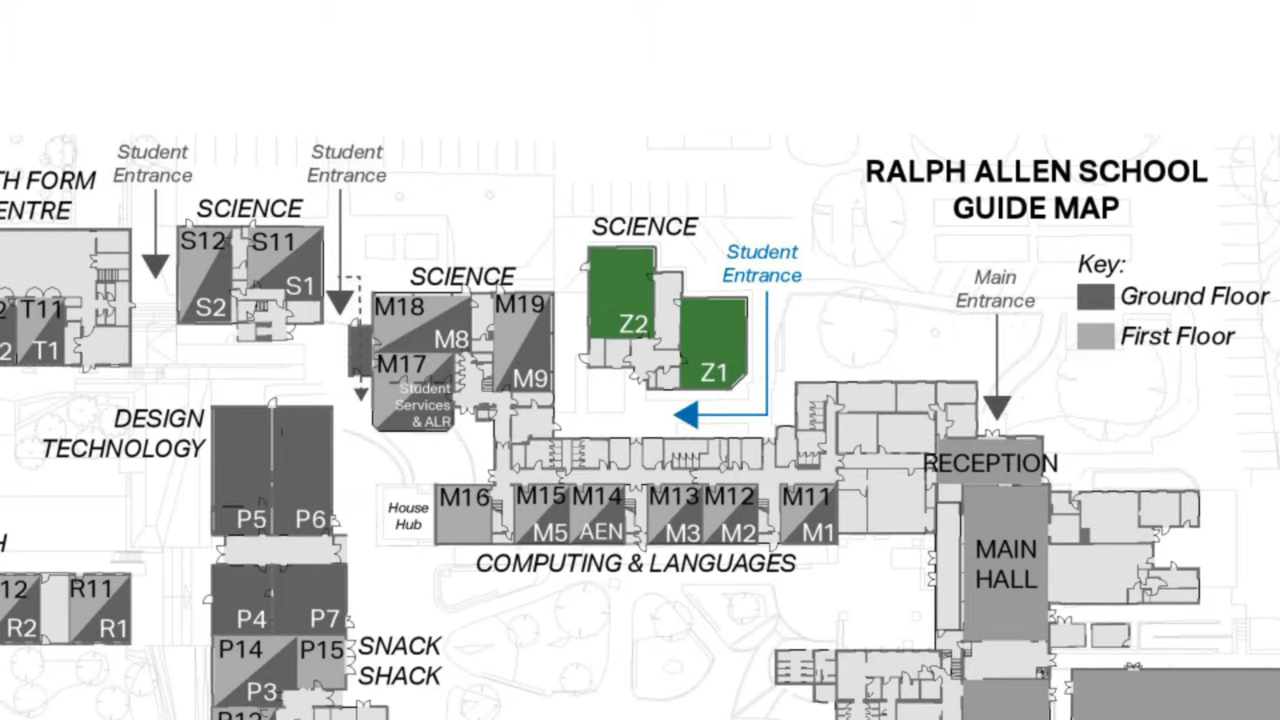 RALPH ALLEN SCHOOL
GUIDE MAP
Key:
Ground Floor
First Floor
Student
Entrance
Student
Entrance
TH FORM
ENTRE
SCIENCE
S12
S11
S2
S1
T11
2
T1
SCIENCE
M18
M19
M8
M17
M9
Student
Services
& ALR
SCIENCE
Z2
Z1
Student
Entrance
Main
Entrance
DESIGN
TECHNOLOGY
P5
P6
House
Hub
M16
M15
M14
M13
M12
M11
M5
AEN
M3
M2
M1
COMPUTING & LANGUAGES
RECEPTION
MAIN
HALL
H
12
R11
R2
R1
P4
P7
P14
P15
P3
SNACK
SHACK